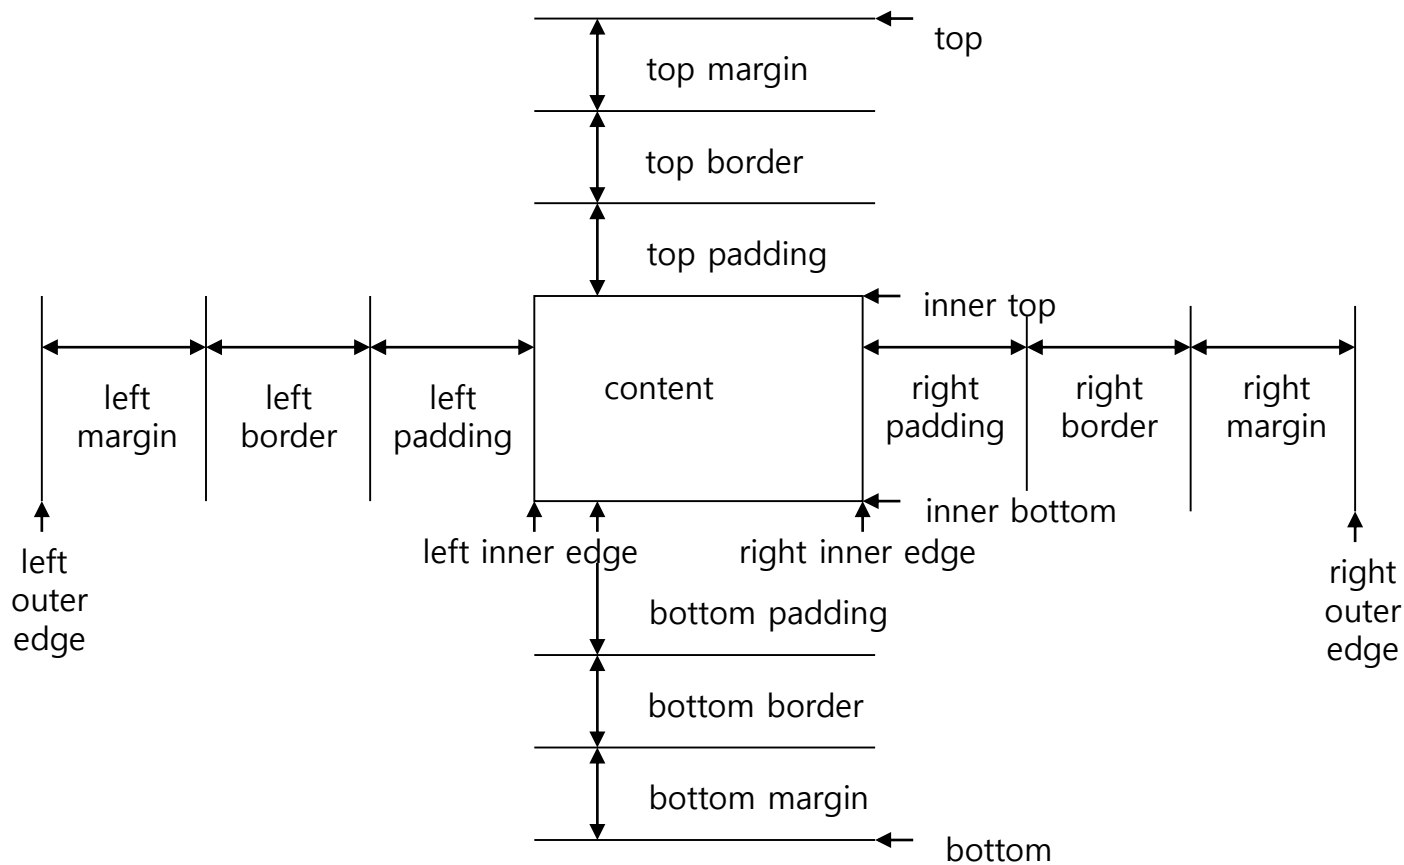 top
top margin
top border
top padding
inner top
left
margin
left
border
left
padding
content
right
padding
right
border
right
margin
inner bottom
left inner edge
right inner edge
left
outer
edge
right
outer
edge
bottom padding
bottom border
bottom margin
bottom